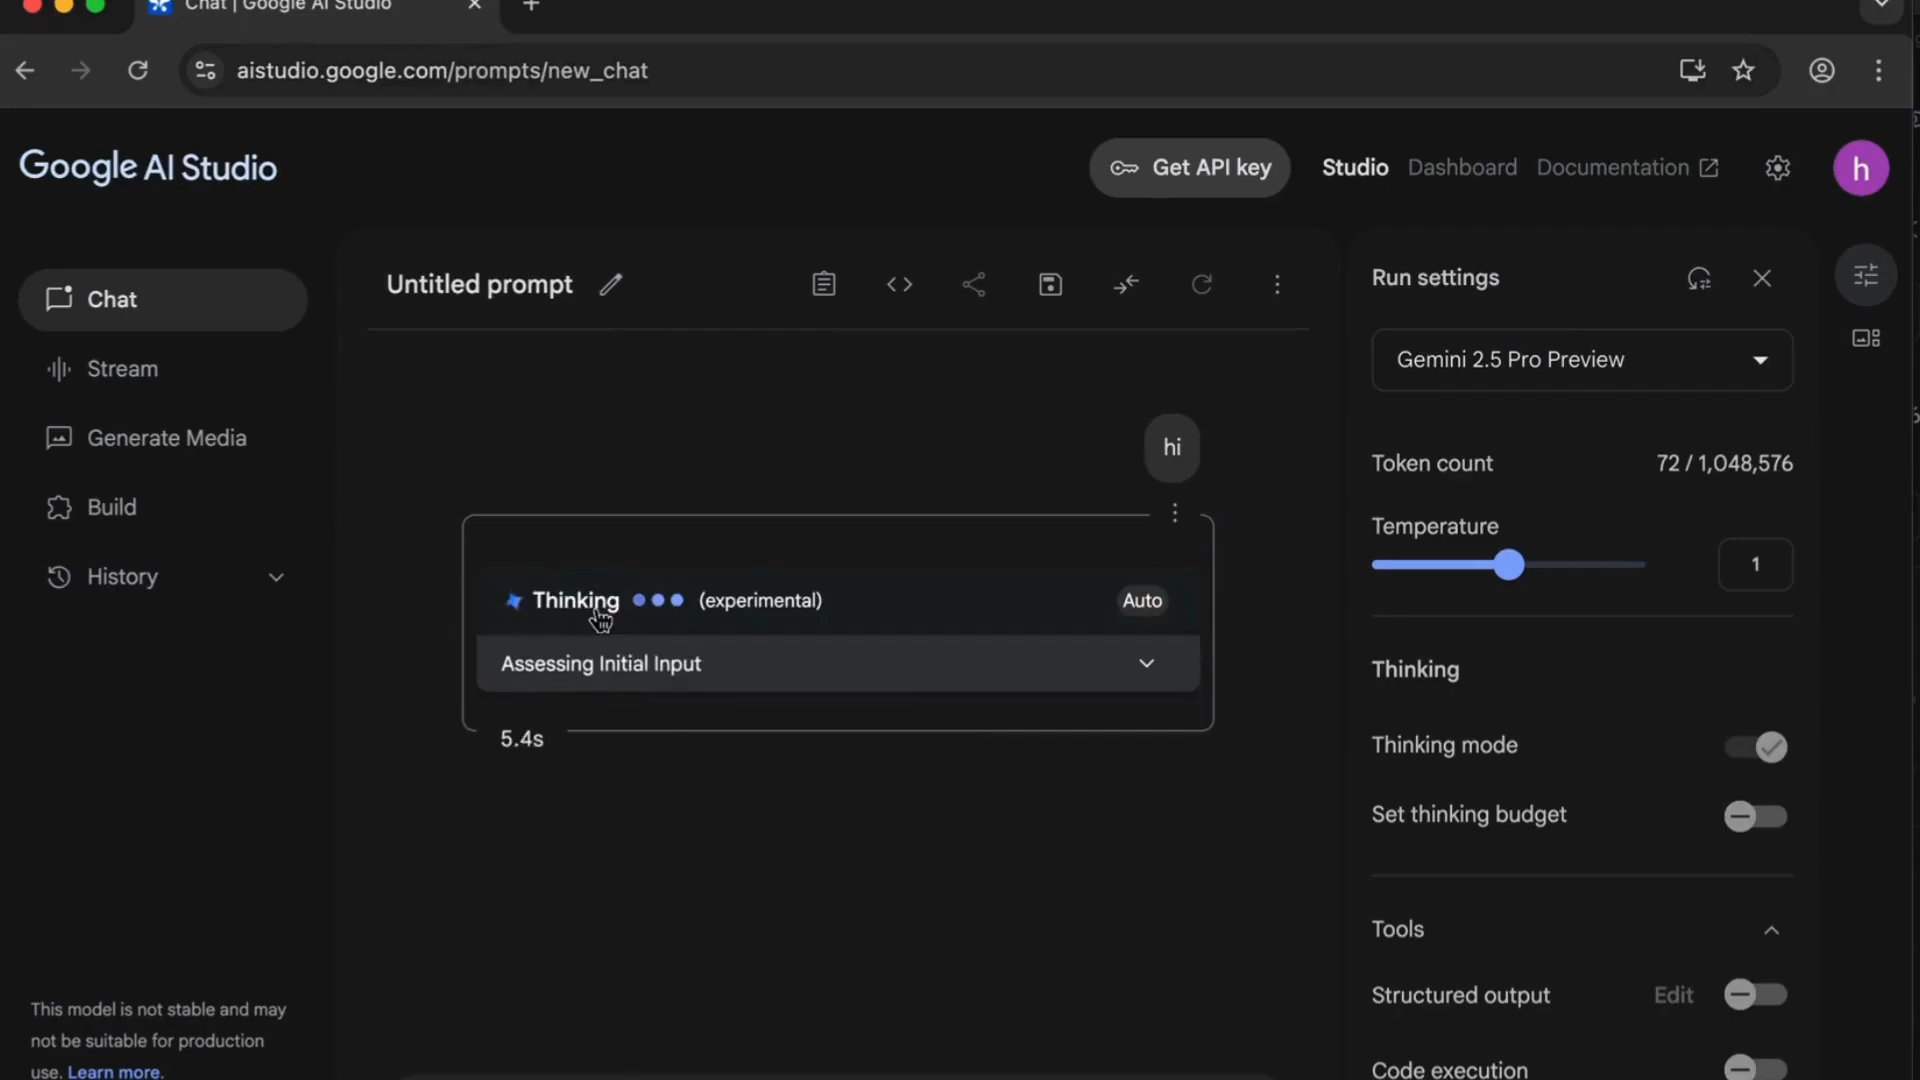 Chat | Google AI Studio
aistudio.google.com/prompts/new_chat
Google AI Studio
Get API key
Studio
Dashboard
Documentation
h
Chat
Stream
Generate Media
Build
History
This model is not stable and may
not be suitable for production
use. Learn more.
Untitled prompt
hi
Thinking
(experimental)
Auto
Assessing Initial Input
5.4s
Run settings
Gemini 2.5 Pro Preview
Token count
72 / 1,048,576
Temperature
1
Thinking
Thinking mode
Set thinking budget
Tools
Structured output
Edit
Code execution